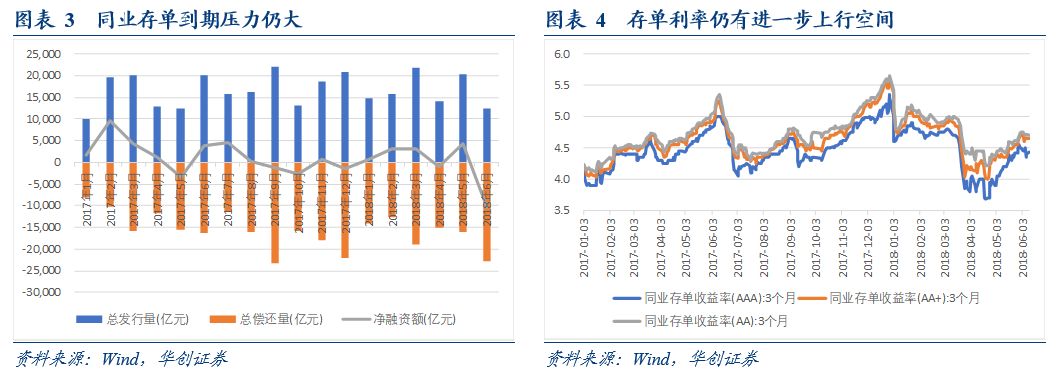 图表 3 同业存单到期压力仍大
25,000
20,000
15,000
10,000
5,000
0
-5,000
-10,000
-15,000
-20,000
-25,000
-30,000
2017年1月
2017年2月
2017年3月
2017年4月
2017年5月
2017年6月
2017年7月
2017年8月
2017年9月
2017年10月
2017年11月
2017年12月
2018年1月
2018年2月
2018年3月
2018年4月
2018年5月
2018年6月
总发行量(亿元)
总偿还量(亿元)
净融资额(亿元)
资料来源：Wind，华创证券
图表 4 存单利率仍有进一步上行空间
6.0
5.5
5.0
4.5
4.0
3.5
2017-01-03
2017-02-03
2017-03-03
2017-04-03
2017-05-03
2017-06-03
2017-07-03
2017-08-03
2017-09-03
2017-10-03
2017-11-03
2017-12-03
2018-01-03
2018-02-03
2018-03-03
2018-04-03
2018-05-03
2018-06-03
同业存单收益率(AAA):3个月
同业存单收益率(AA+):3个月
同业存单收益率(AA):3个月
资料来源：Wind，华创证券